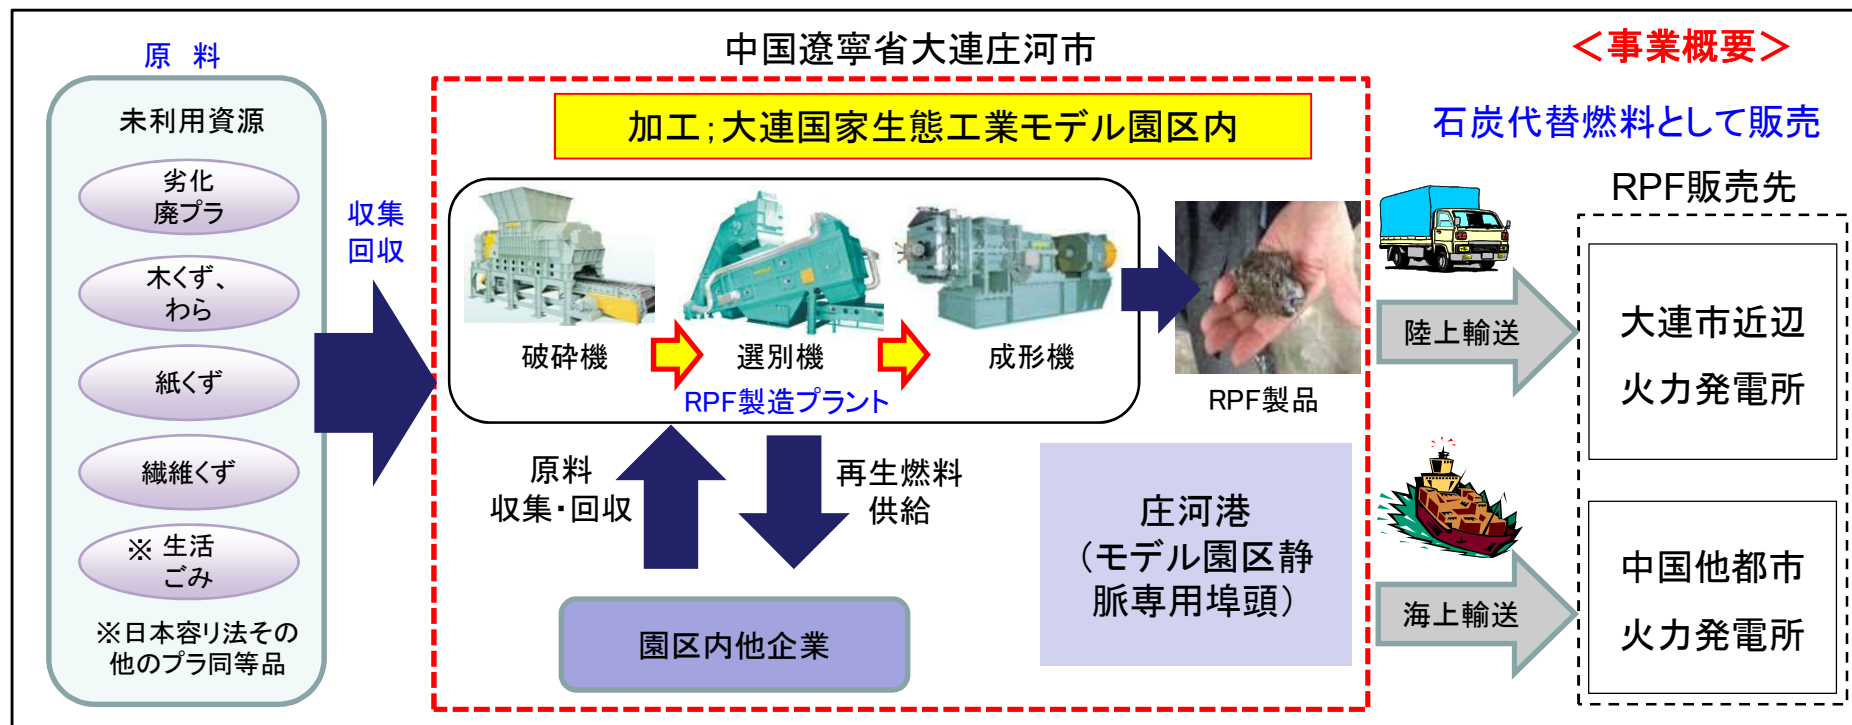 ＜事業概要＞
原　料
未利用資源
劣化
廃プラ
木くず、
わら
紙くず
繊維くず
※ 生活
ごみ
※日本容リ法その
他のプラ同等品
収集
回収
中国遼寧省大連庄河市
加工；大連国家生態工業モデル園区内
破砕機
選別機
成形機
RPF製造プラント
RPF製品
原料
収集・回収
再生燃料
供給
園区内他企業
庄河港
（モデル園区静
脈専用埠頭）
石炭代替燃料として販売
RPF販売先
陸上輸送
大連市近辺
火力発電所
海上輸送
中国他都市
火力発電所